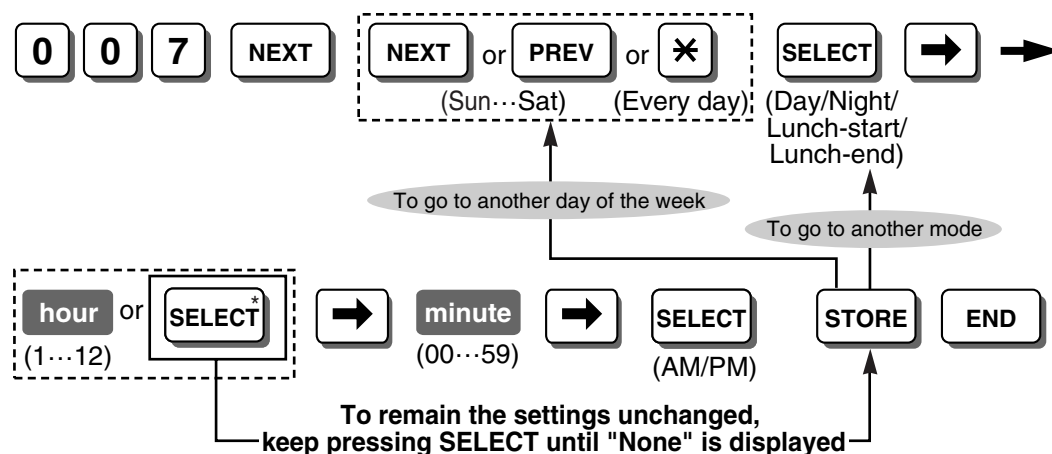 0 0 7 NEXT NEXT or PREV or * SELECT
(Sun···Sat) (Every day) (Day/Night/
Lunch-start/
Lunch-end)
To go to another day of the week
To go to another mode
hour or SELECT* minute SELECT STORE END
(1···12) (00···59) (AM/PM)
To remain the settings unchanged,
keep pressing SELECT until "None" is displayed